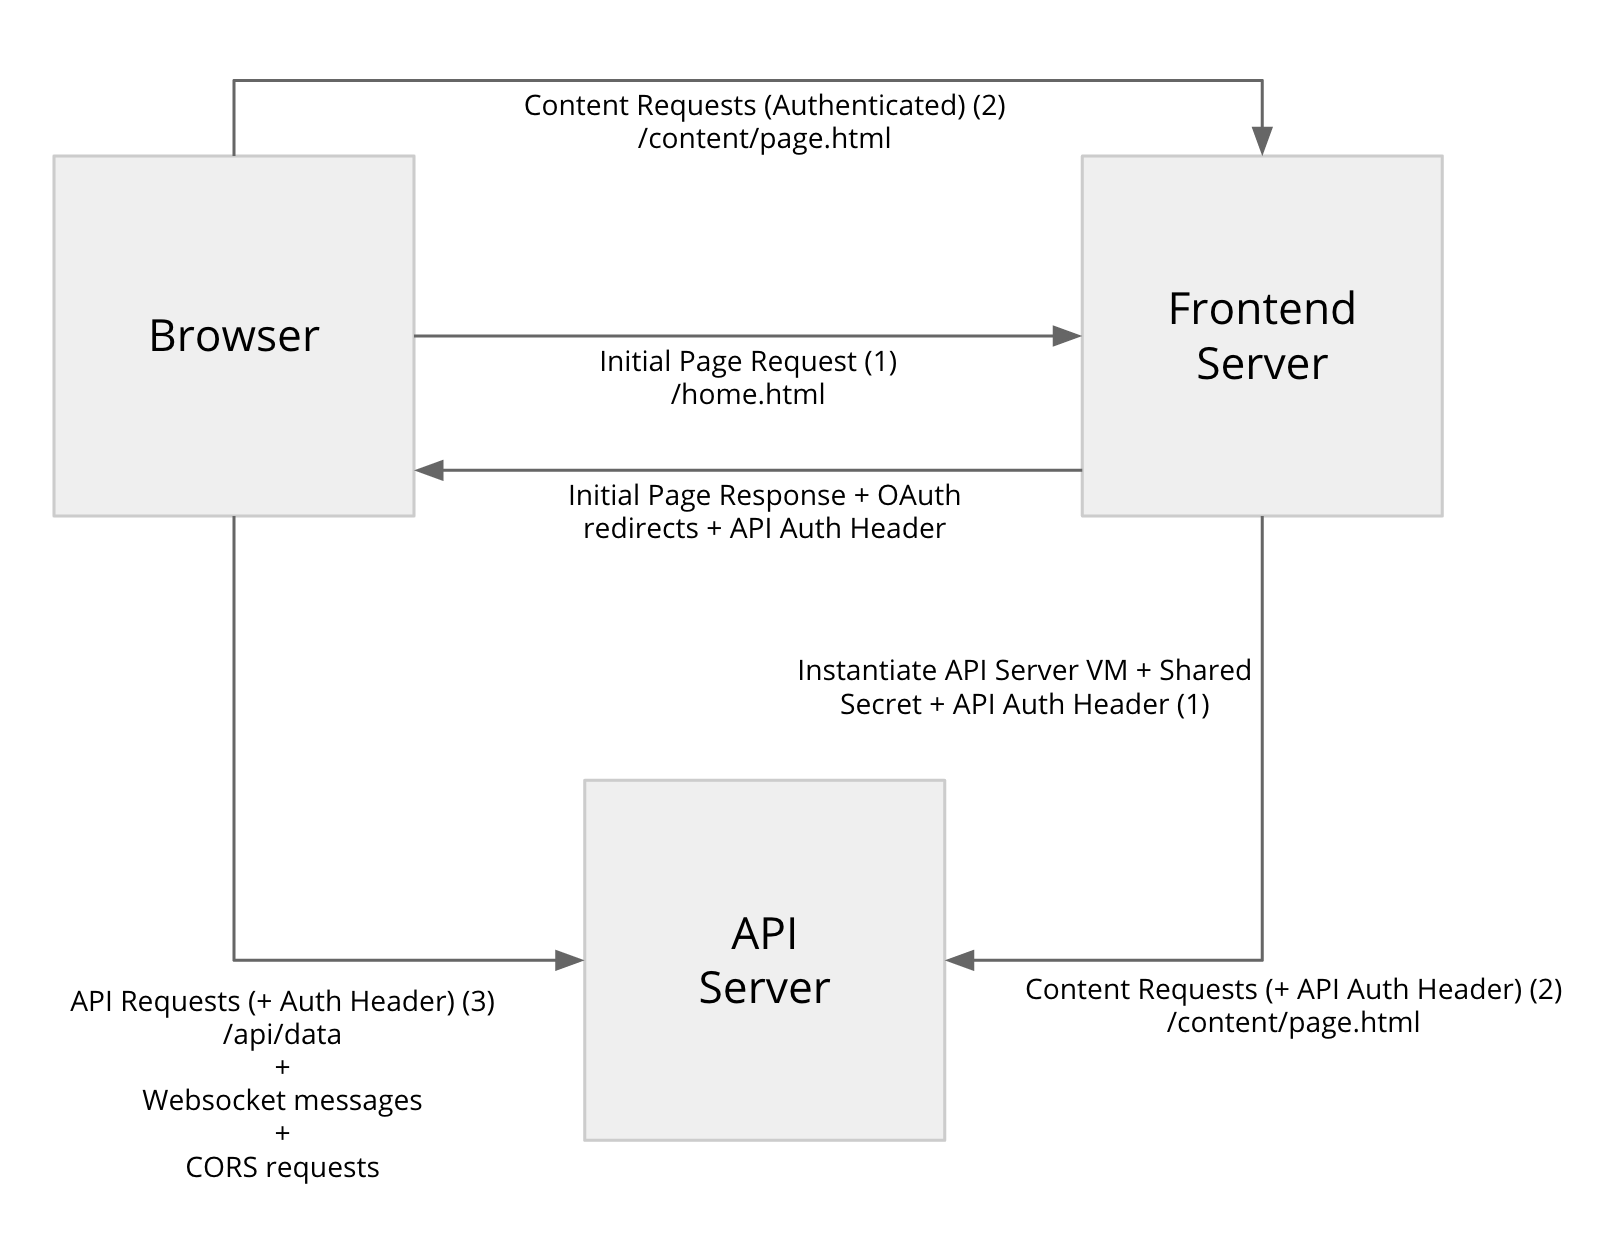 Content Requests (Authenticated) (2)
/content/page.html
Browser
Frontend
Server
Initial Page Request (1)
/home.html
Initial Page Response + OAuth
redirects + API Auth Header
Instantiate API Server VM + Shared
Secret + API Auth Header (1)
API
Server
API Requests (+ Auth Header) (3)
/api/data
+
Websocket messages
+
CORS requests
Content Requests (+ API Auth Header) (2)
/content/page.html